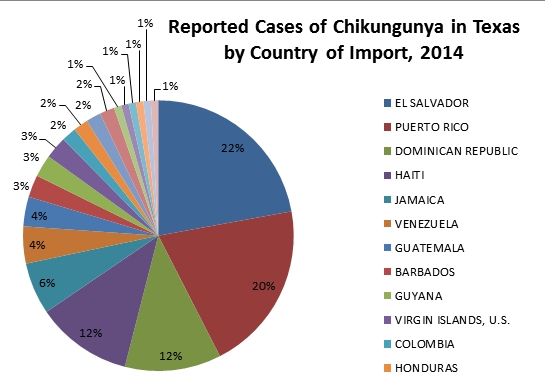 Reported Cases of Chikungunya in Texas
by Country of Import, 2014
1%
1%
1%
1%
1%
1%
2%
2%
2%
2%
3%
3%
3%
4%
4%
6%
12%
12%
20%
22%
EL SALVADOR
PUERTO RICO
DOMINICAN REPUBLIC
HAITI
JAMAICA
VENEZUELA
GUATEMALA
BARBADOS
GUYANA
VIRGIN ISLANDS, U.S.
COLOMBIA
HONDURAS